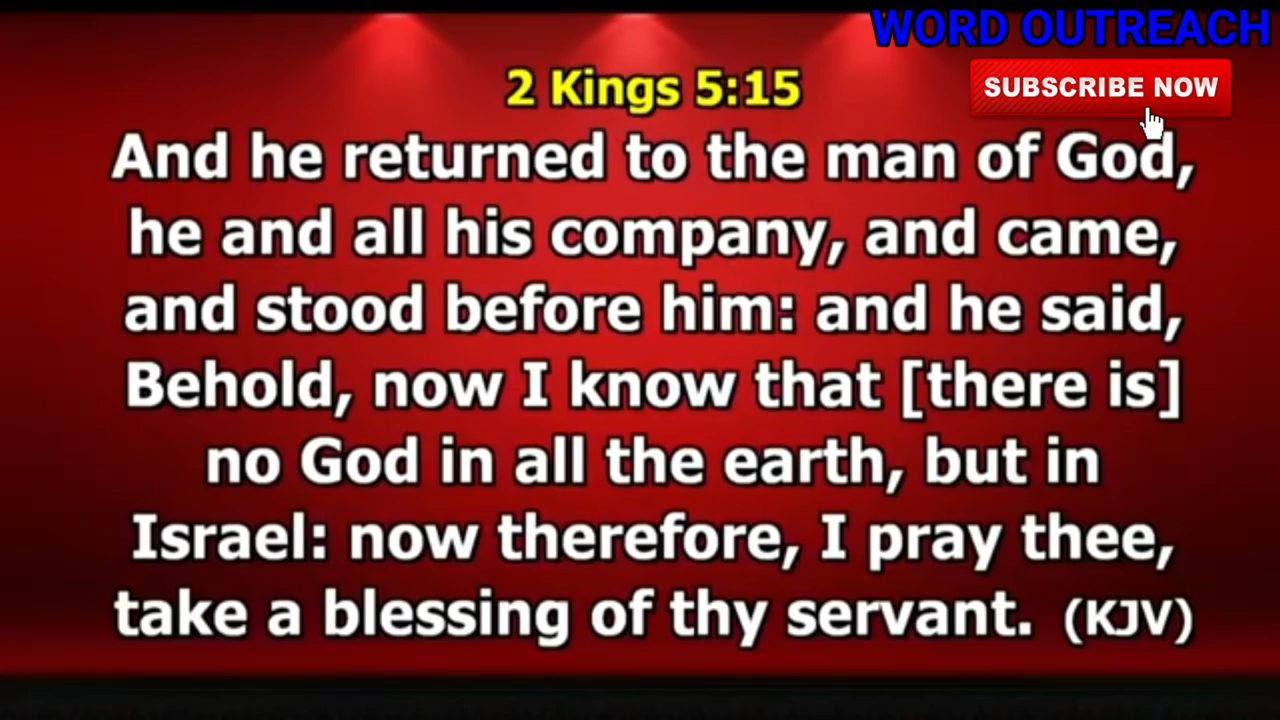 WORD OUTREACH
SUBSCRIBE NOW
2 Kings 5:15
And he returned to the man of God,
he and all his company, and came,
and stood before him: and he said,
Behold, now I know that [there is]
no God in all the earth, but in
Israel: now therefore, I pray thee,
take a blessing of thy servant. (KJV)